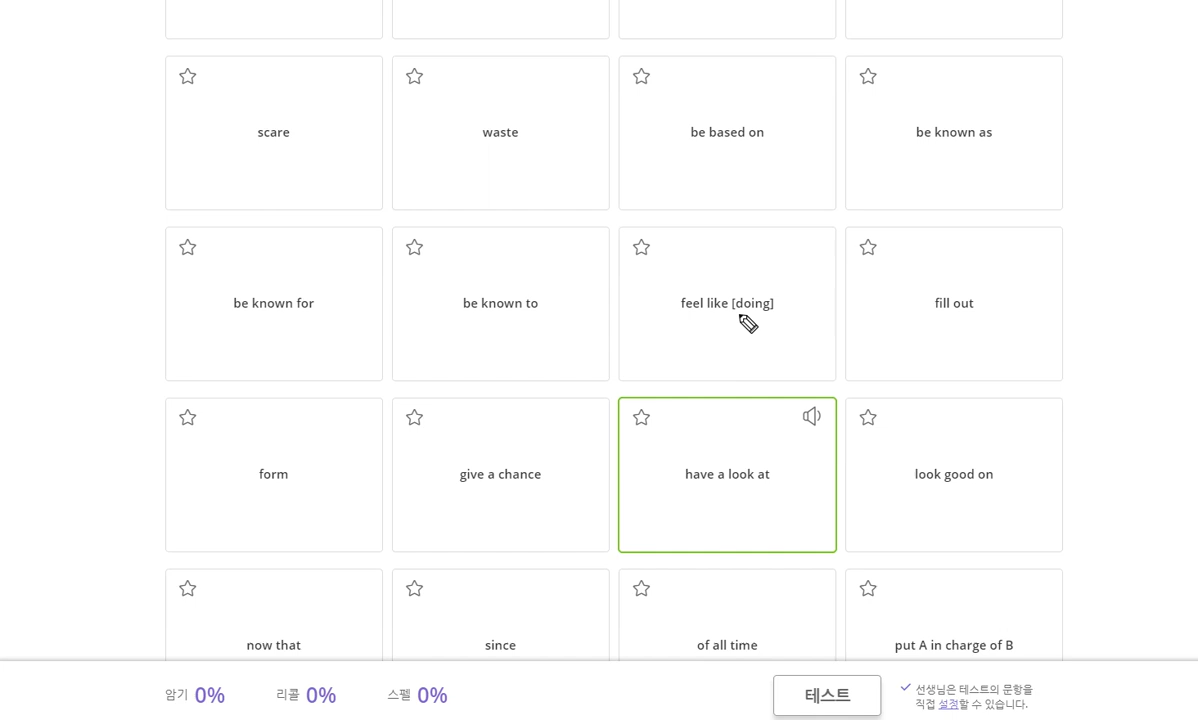 scare
waste
be based on
be known as
be known for
be known to
feel like [doing]
fill out
form
give a chance
have a look at
look good on
now that
since
of all time
put A in charge of B
암기 0%
리콜 0%
스펠 0%
테스트
선생님은 테스트의 문항을
직접 설정할 수 있습니다.